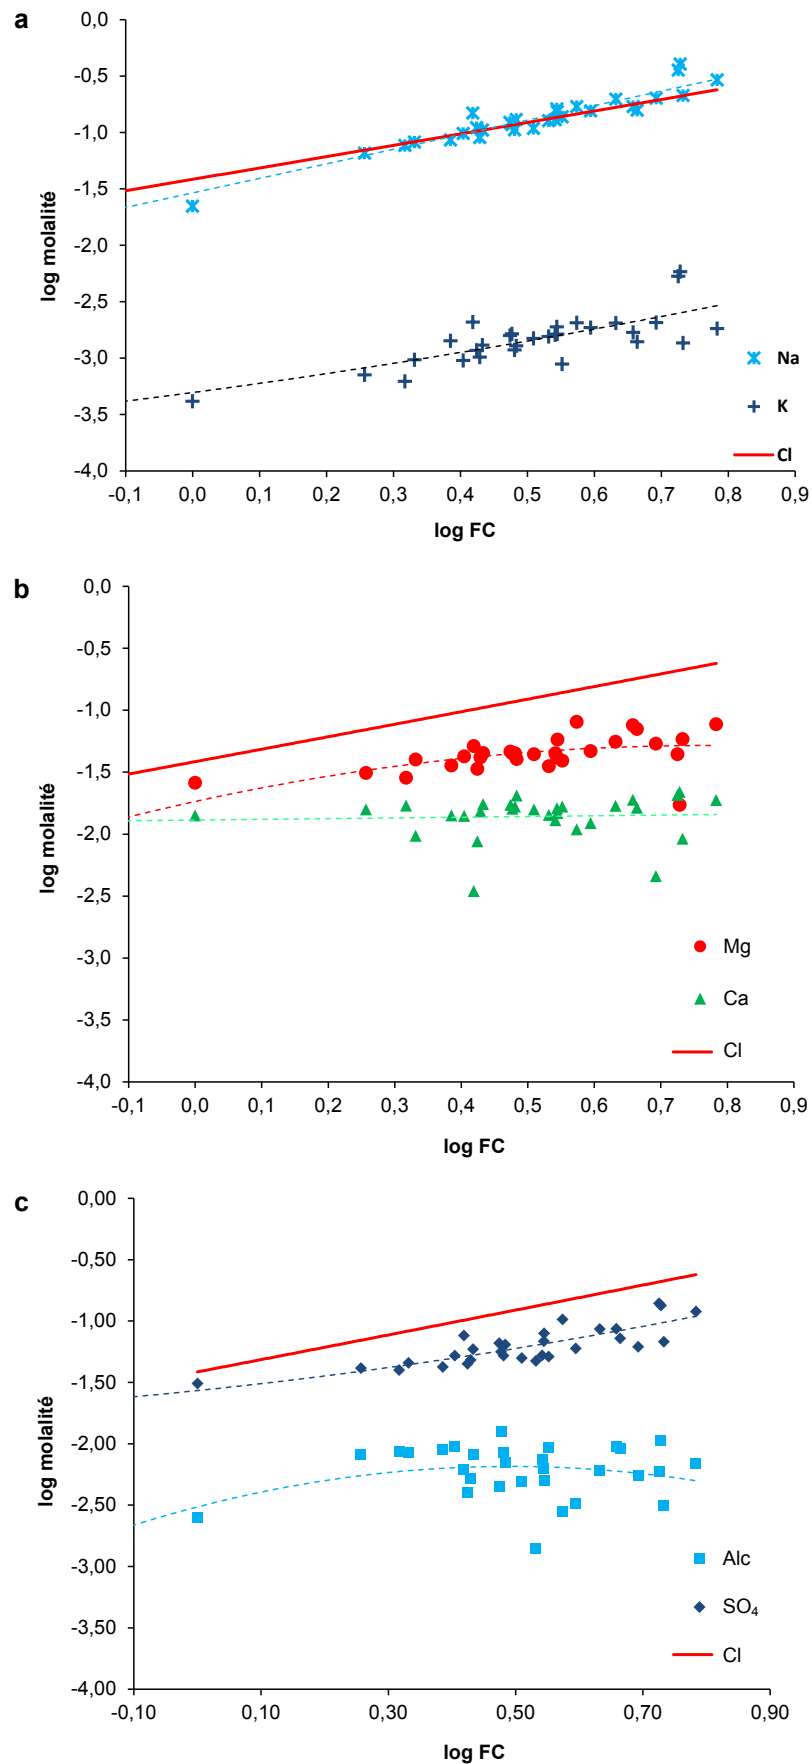 a
0,0
-0,5
-1,0
-1,5
-2,0
-2,5
-3,0
-3,5
-4,0
log molalité
-0,1 0,0 0,1 0,2 0,3 0,4 0,5 0,6 0,7 0,8 0,9
log FC
Na
K
Cl
b
0,0
-0,5
-1,0
-1,5
-2,0
-2,5
-3,0
-3,5
-4,0
log molalité
-0,1 0,0 0,1 0,2 0,3 0,4 0,5 0,6 0,7 0,8 0,9
log FC
Mg
Ca
Cl
c
0,00
-0,50
-1,00
-1,50
-2,00
-2,50
-3,00
-3,50
-4,00
log molalité
-0,10 0,10 0,30 0,50 0,70 0,90
log FC
Alc
SO₄
Cl